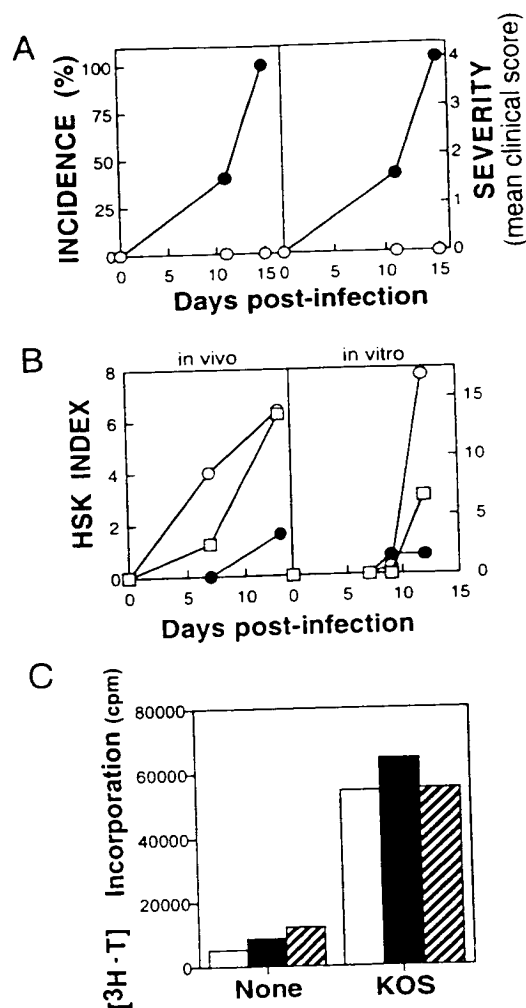 A
INCIDENCE (%)
100
75
50
25
0
0 5 10 15 0 5 10 15
4
3
2
1
0
SEVERITY
(mean clinical score)
Days post-infection
B
in vivo in vitro
HSK INDEX
8
6
4
2
0
0 5 10 0 5 10 15
15
10
5
0
Days post-infection
C
[3H - T] Incorporation (cpm)
80000
60000
40000
20000
0
None KOS